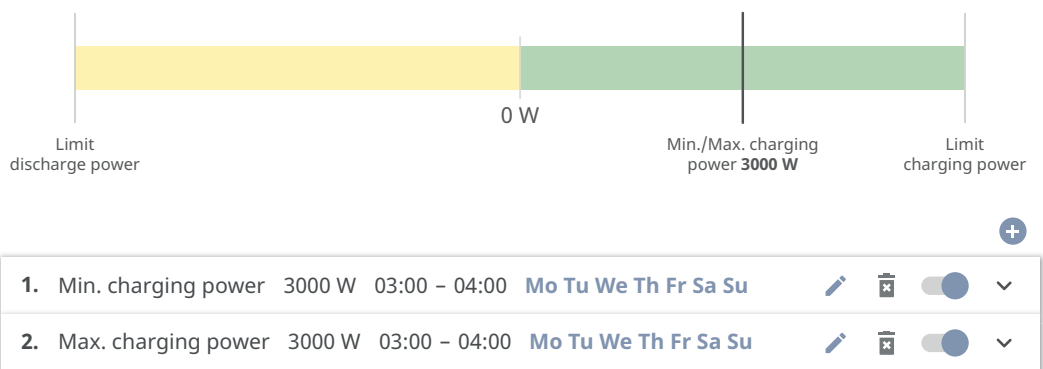 0 W
Limit
discharge power
Min./Max. charging
power 3000 W
Limit
charging power
1. Min. charging power 3000 W 03:00 – 04:00 Mo Tu We Th Fr Sa Su
2. Max. charging power 3000 W 03:00 – 04:00 Mo Tu We Th Fr Sa Su